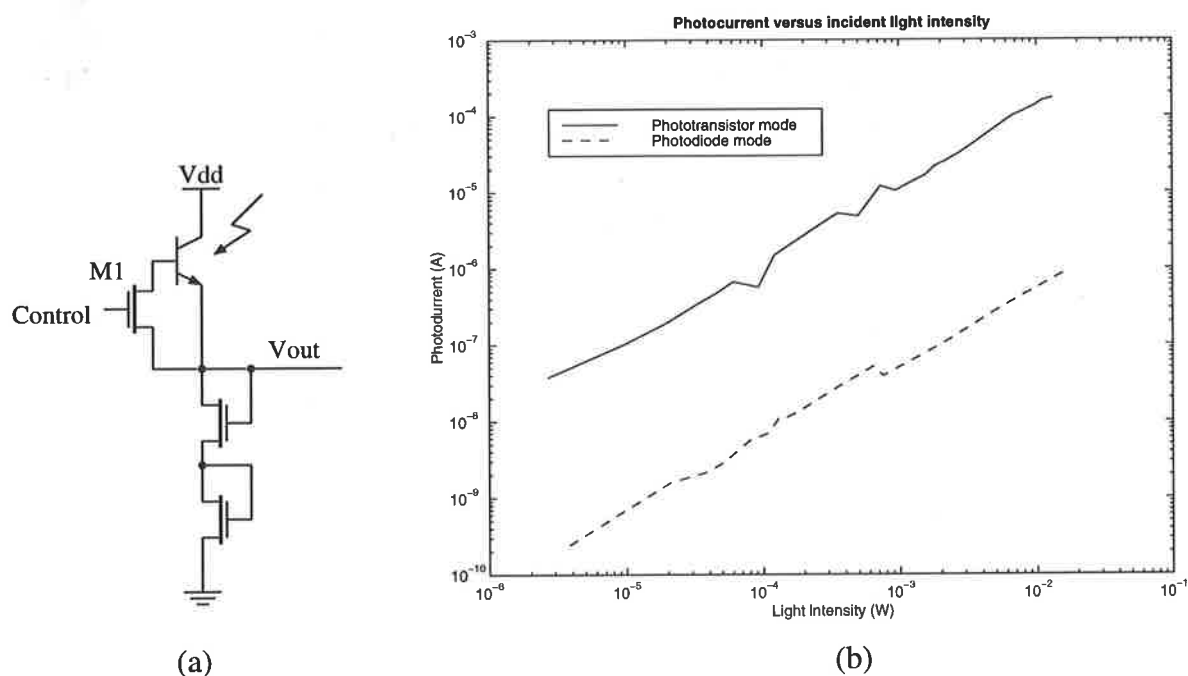 Photocurrent versus incident light intensity
Vdd
M1
Control
Vout
(a)
10⁻³
10⁻⁴
10⁻⁵
10⁻⁶
10⁻⁷
10⁻⁸
10⁻⁹
10⁻¹⁰
Photodurrent (A)
Phototransistor mode
Photodiode mode
10⁻⁶ 10⁻⁵ 10⁻⁴ 10⁻³ 10⁻² 10⁻¹
Light Intensity (W)
(b)